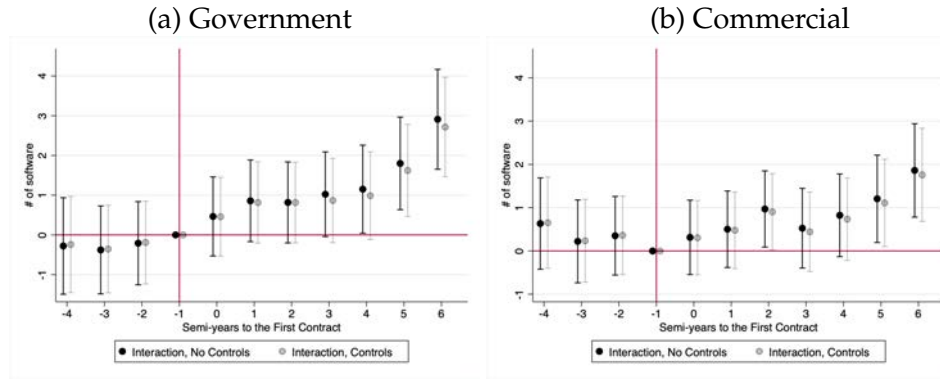 (a) Government
(b) Commercial
# of software
4
3
2
1
0
-1
-4 -3 -2 -1 0 1 2 3 4 5 6
Semi-years to the First Contract
Interaction, No Controls Interaction, Controls
# of software
4
3
2
1
0
-1
-4 -3 -2 -1 0 1 2 3 4 5 6
Semi-years to the First Contract
Interaction, No Controls Interaction, Controls